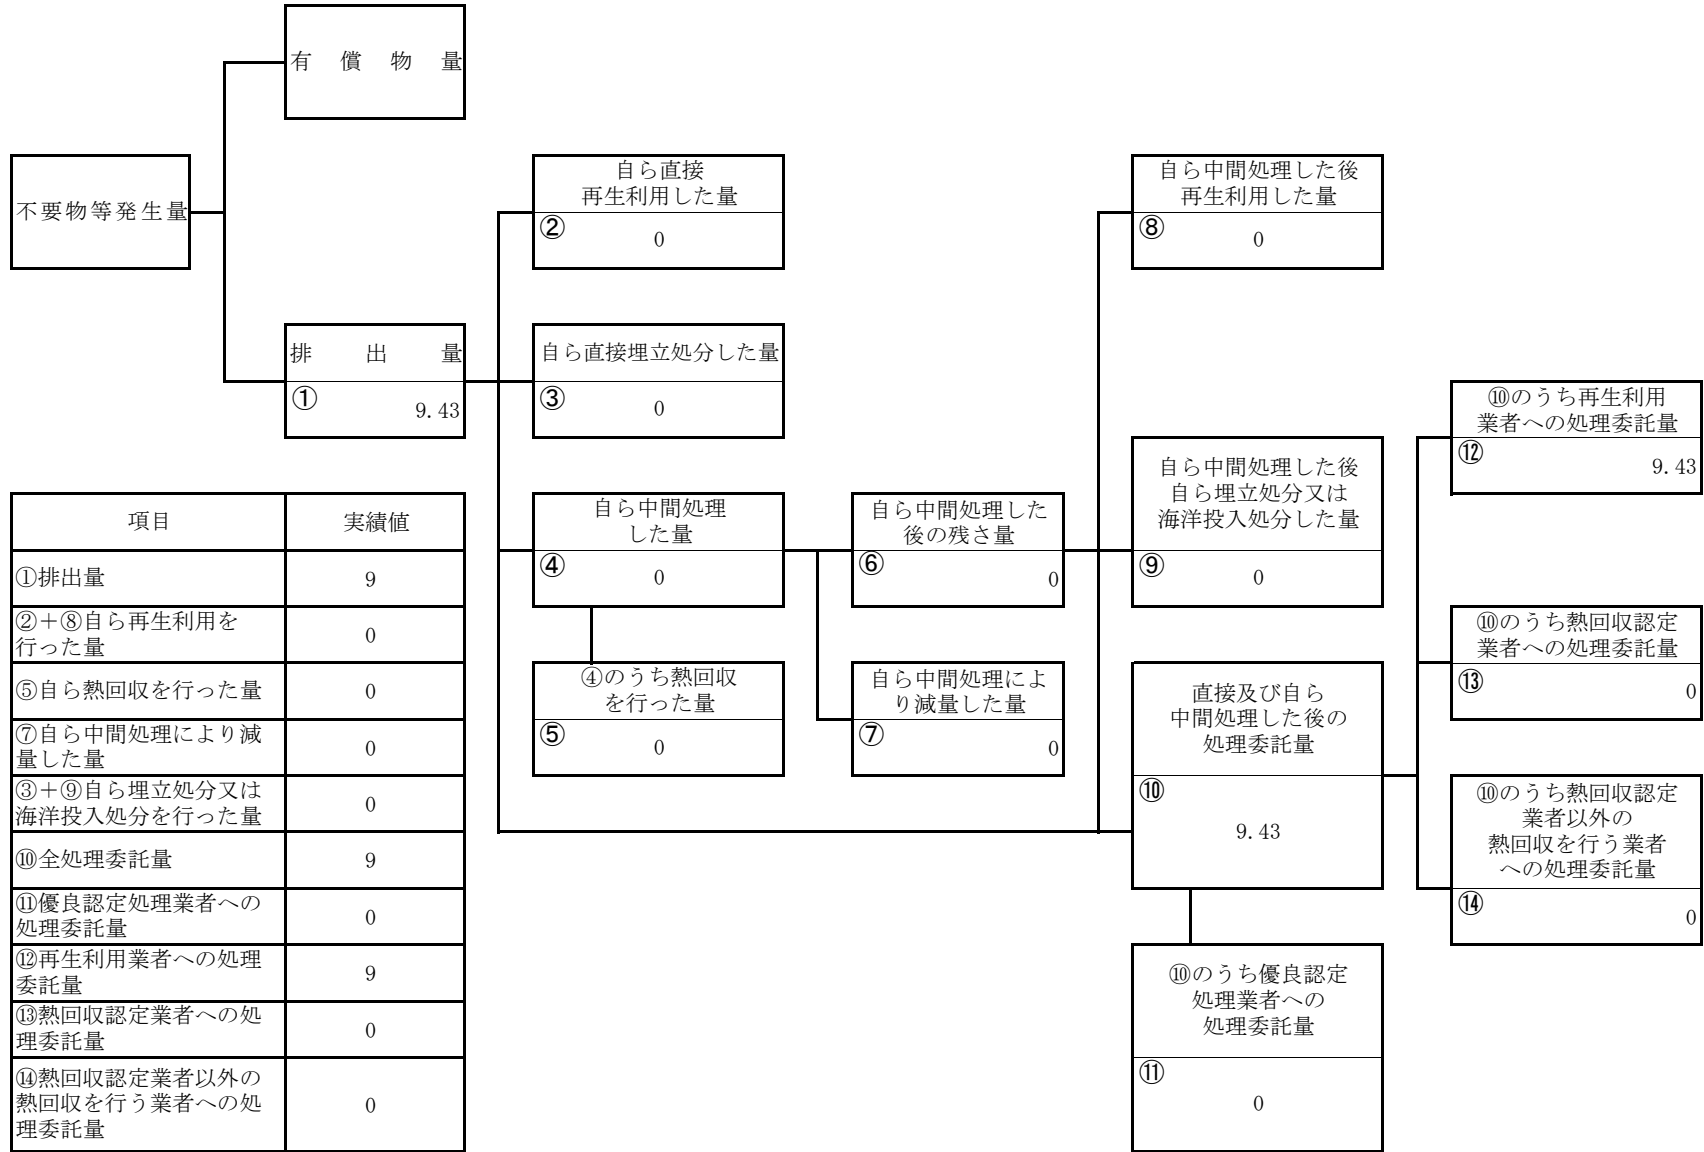 有償物量
不要物等発生量
排出量
①
9.43
自ら直接
再生利用した量
②
0
自ら直接埋立処分した量
③
0
自ら中間処理
した量
④
0
④のうち熱回収
を行った量
⑤
0
自ら中間処理した
後の残さ量
⑥
0
自ら中間処理によ
り減量した量
⑦
0
自ら中間処理した後
再生利用した量
⑧
0
自ら中間処理した後
自ら埋立処分又は
海洋投入処分した量
⑨
0
直接及び自ら
中間処理した後の
処理委託量
⑩
9.43
⑩のうち優良認定
処理業者への
処理委託量
⑪
0
⑩のうち再生利用
業者への処理委託量
⑫
9.43
⑩のうち熱回収認定
業者への処理委託量
⑬
0
⑩のうち熱回収認定
業者以外の
熱回収を行う業者
への処理委託量
⑭
0
項目 実績値
①排出量 9
②＋⑧自ら再生利用を
行った量 0
⑤自ら熱回収を行った量 0
⑦自ら中間処理により減
量した量 0
③＋⑨自ら埋立処分又は
海洋投入処分を行った量 0
⑩全処理委託量 9
⑪優良認定処理業者への
処理委託量 0
⑫再生利用業者への処理
委託量 9
⑬熱回収認定業者への処
理委託量 0
⑭熱回収認定業者以外の
熱回収を行う業者への処
理委託量 0